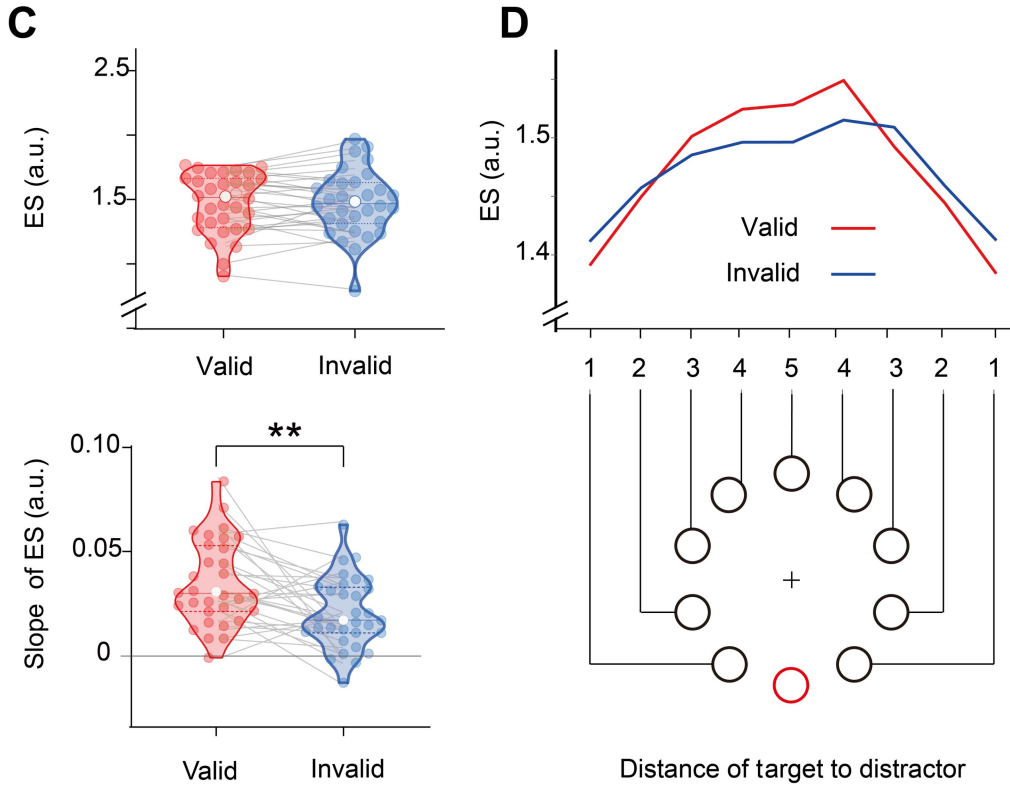 C
2.5
1.5
ES (a.u.)
Valid
Invalid
**
0.10
0.05
0
Slope of ES (a.u.)
Valid
Invalid
D
1.5
1.4
ES (a.u.)
Valid
Invalid
1 2 3 4 5 4 3 2 1
Distance of target to distractor